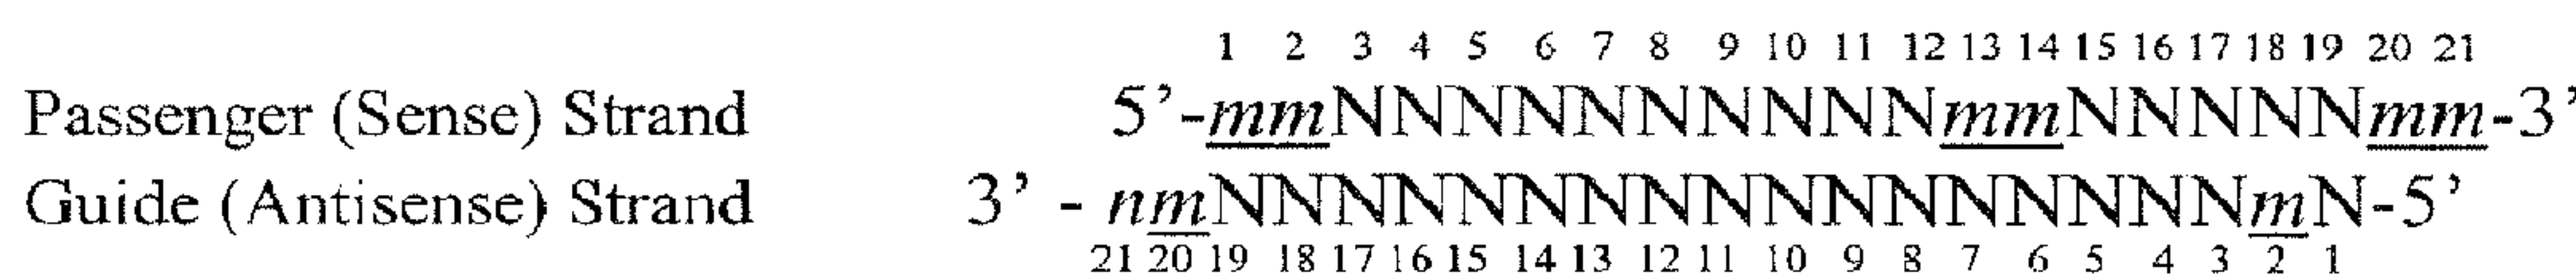 1 2 3 4 5 6 7 8 9 10 11 12 13 14 15 16 17 18 19 20 21
Passenger (Sense) Strand 5’-mmNNNNNNNNNNmmNNNNNmm-3’
Guide (Antisense) Strand 3’ - nmNNNNNNNNNNNNNNNNNmN-5’
21 20 19 18 17 16 15 14 13 12 11 10 9 8 7 6 5 4 3 2 1